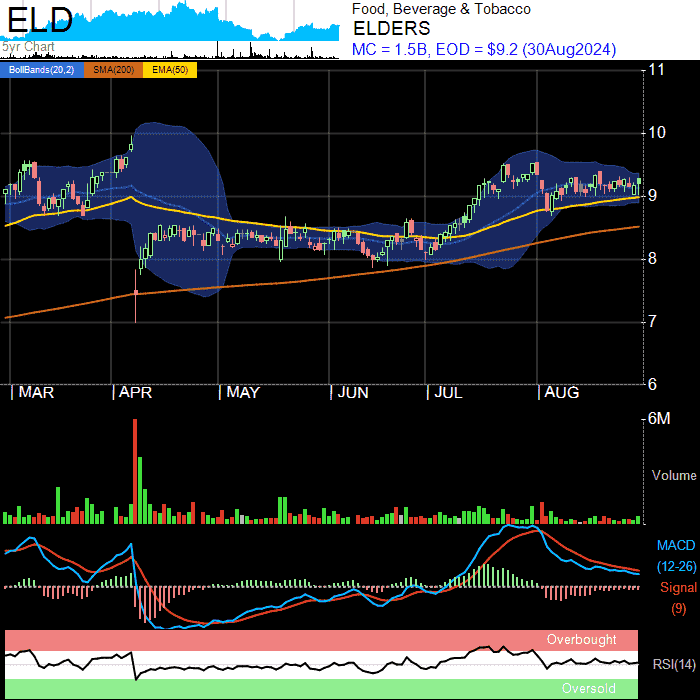 ELD
5yr Chart
Food, Beverage & Tobacco
ELDERS
MC = 1.5B, EOD = $9.2 (30Aug2024)
BollBands(20,2) SMA(200) EMA(50)
11
10
9
8
7
6
MAR APR MAY JUN JUL AUG
6M
Volume
MACD
(12-26)
Signal
(9)
Overbought
RSI(14)
Oversold